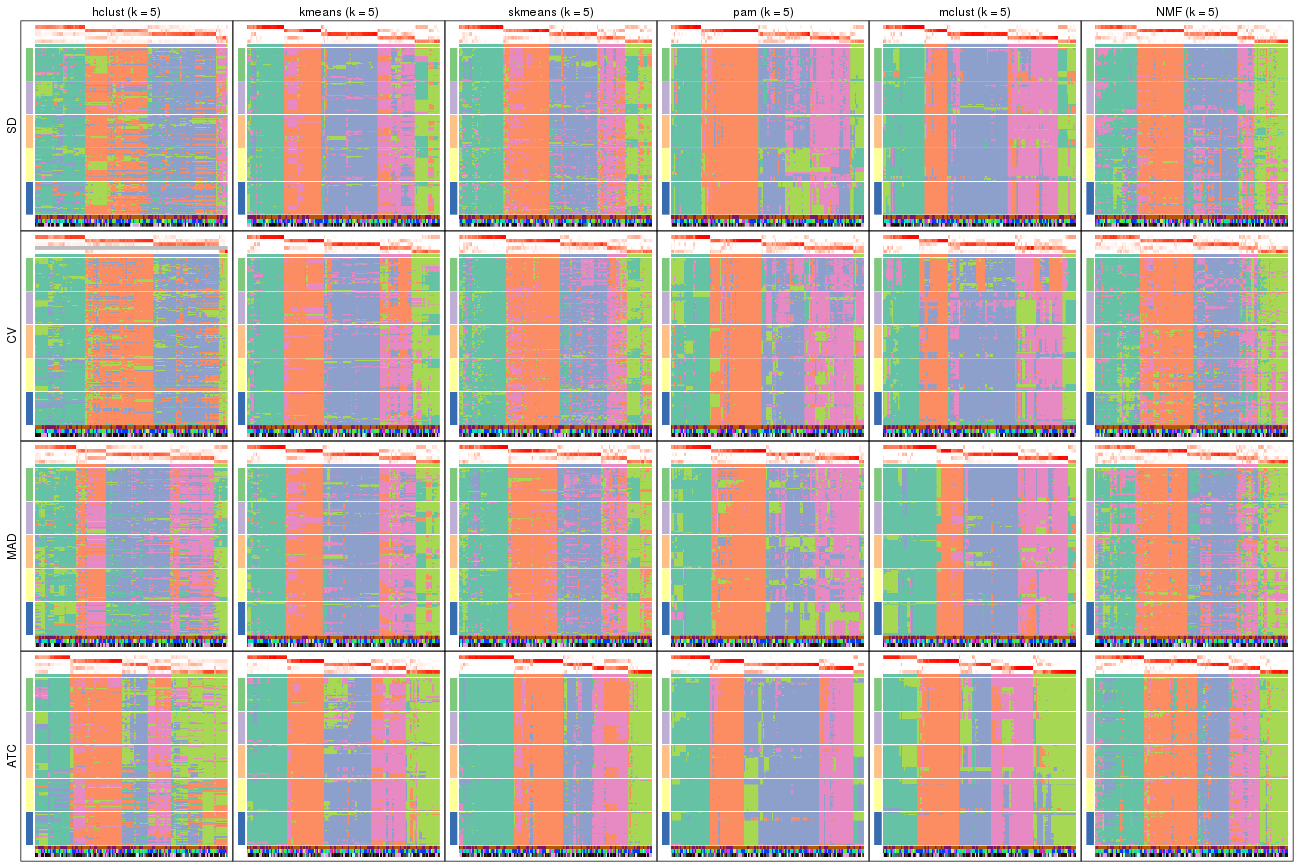 hclust (k = 5)
kmeans (k = 5)
skmeans (k = 5)
pam (k = 5)
mclust (k = 5)
NMF (k = 5)
SD
CV
MAD
ATC